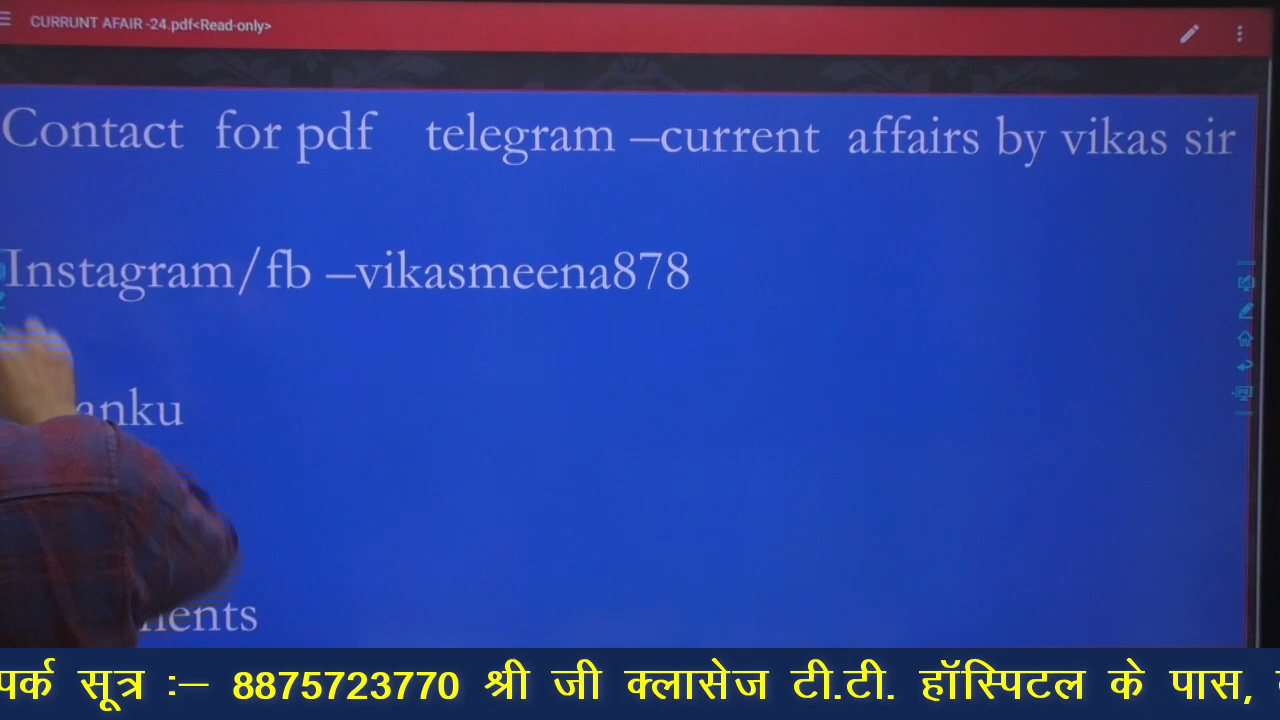 CURRUNT AFAIR -24.pdf<Read-only>
Contact for pdf telegram –current affairs by vikas sir
Instagram/fb –vikasmeena878
anku
ents
पर्क सूत्र :– 8875723770 श्री जी क्लासेज टी.टी. हॉस्पिटल के पास,